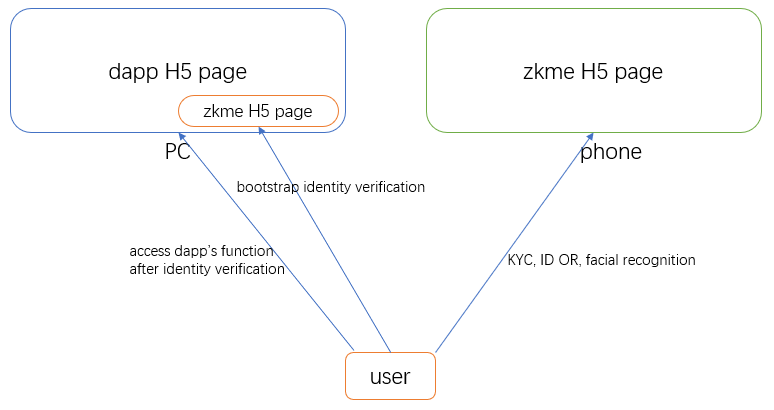 dapp H5 page
zkme H5 page
zkme H5 page
PC
phone
bootstrap identity verification
access dapp's function
after identity verification
KYC, ID OR, facial recognition
user